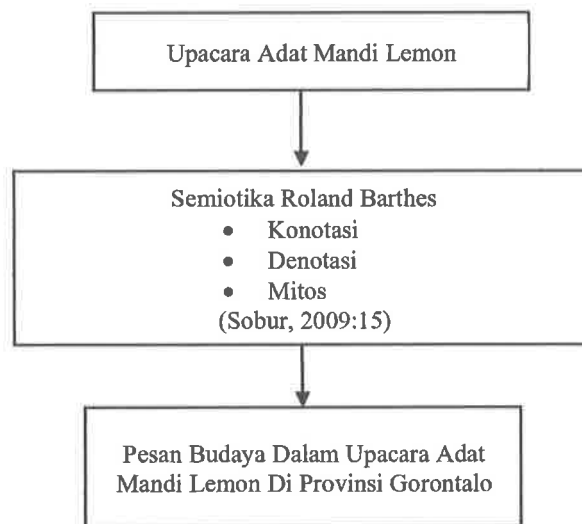 Upacara Adat Mandi Lemon
Semiotika Roland Barthes
• Konotasi
• Denotasi
• Mitos
(Sobur, 2009:15)
Pesan Budaya Dalam Upacara Adat
Mandi Lemon Di Provinsi Gorontalo